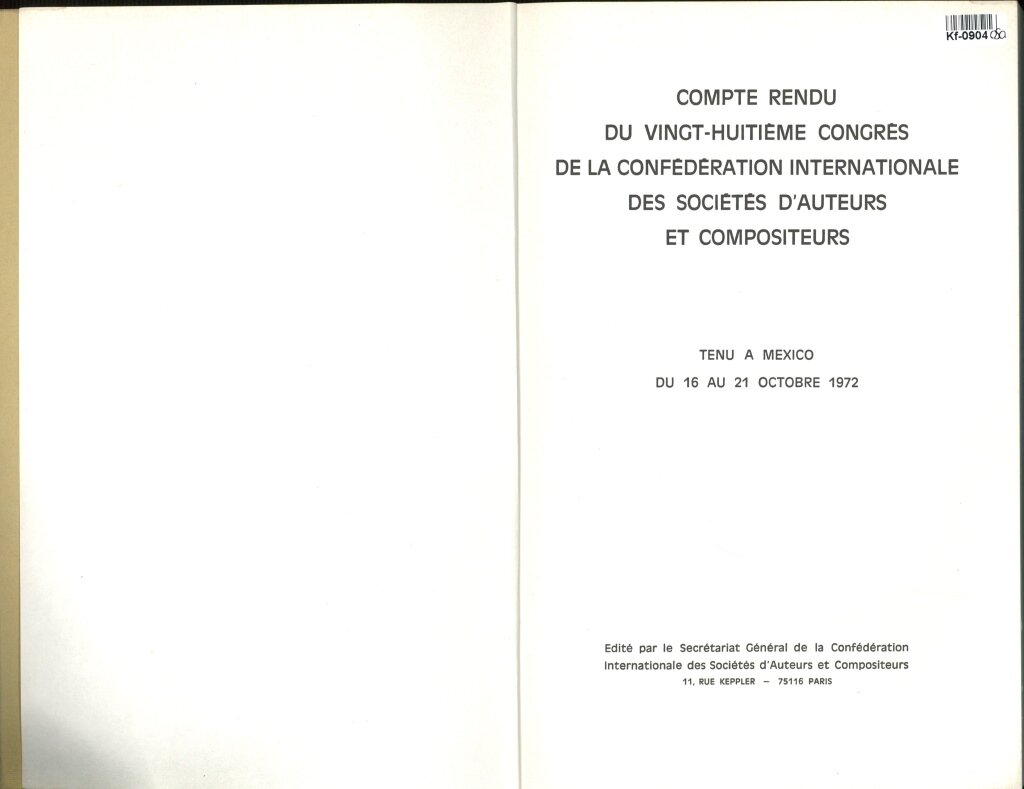 Kf-0904
COMPTE RENDU
DU VINGT-HUITIÈME CONGRÈS
DE LA CONFÉDÉRATION INTERNATIONALE
DES SOCIÉTÉS D'AUTEURS
ET COMPOSITEURS
TENU A MEXICO
DU 16 AU 21 OCTOBRE 1972
Edité par le Secrétariat Général de la Confédération
Internationale des Sociétés d'Auteurs et Compositeurs
11, RUE KEPPLER — 75116 PARIS